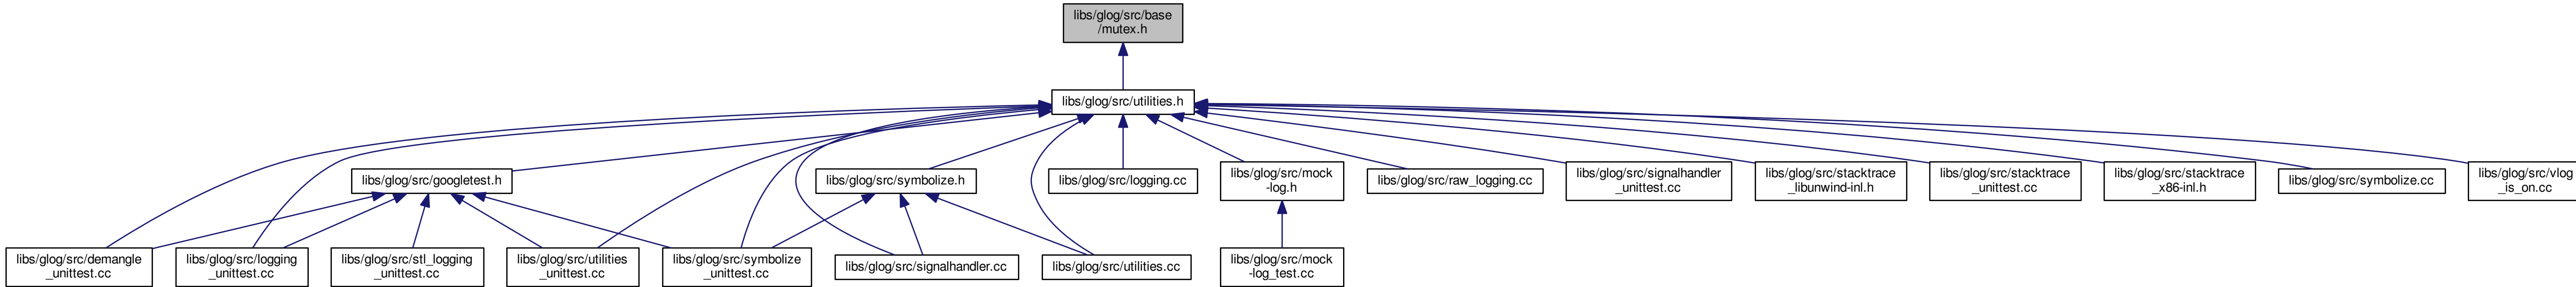 libs/glog/src/base
/mutex.h
libs/glog/src/utilities.h
libs/glog/src/googletest.h
libs/glog/src/symbolize.h
libs/glog/src/logging.cc
libs/glog/src/mock
-log.h
libs/glog/src/raw_logging.cc
libs/glog/src/signalhandler
_unittest.cc
libs/glog/src/stacktrace
_libunwind-inl.h
libs/glog/src/stacktrace
_unittest.cc
libs/glog/src/stacktrace
_x86-inl.h
libs/glog/src/symbolize.cc
libs/glog/src/vlog
_is_on.cc
libs/glog/src/demangle
_unittest.cc
libs/glog/src/logging
_unittest.cc
libs/glog/src/stl_logging
_unittest.cc
libs/glog/src/utilities
_unittest.cc
libs/glog/src/symbolize
_unittest.cc
libs/glog/src/signalhandler.cc
libs/glog/src/utilities.cc
libs/glog/src/mock
-log_test.cc